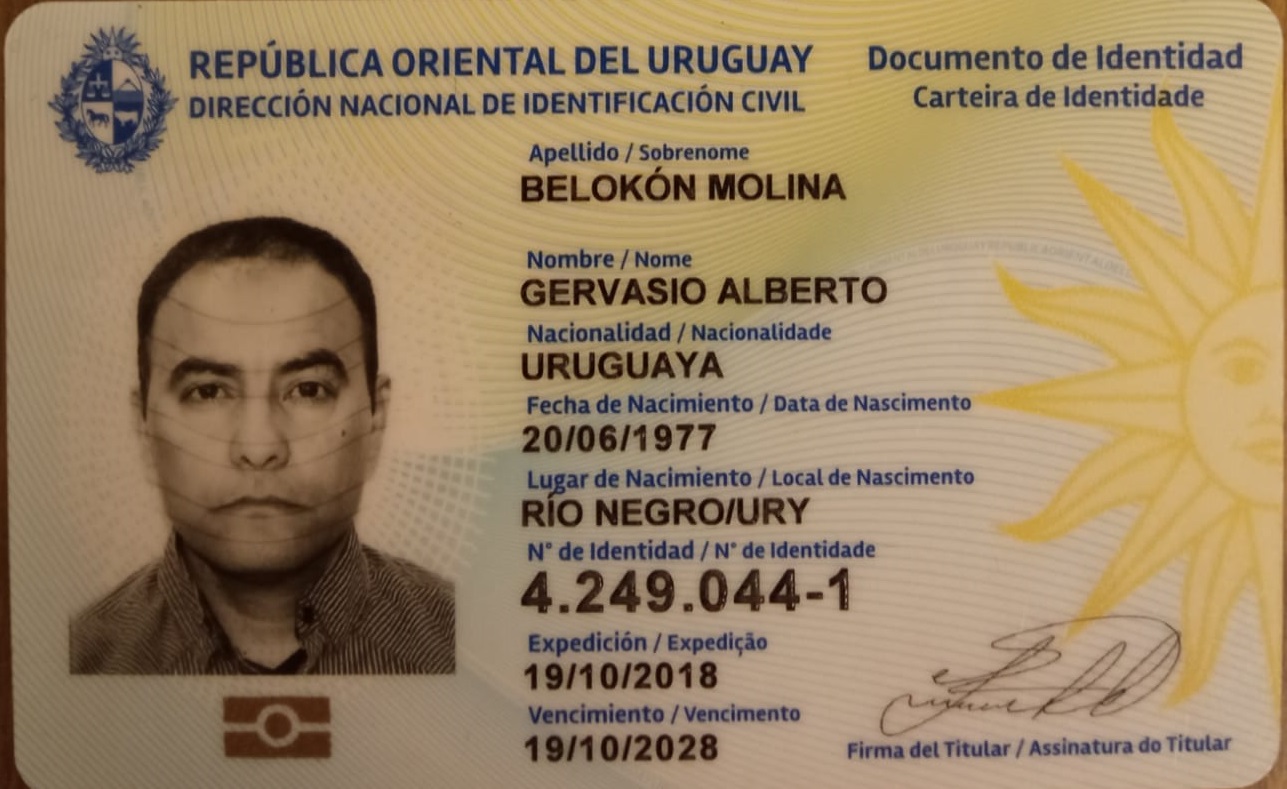 REPÚBLICA ORIENTAL DEL URUGUAY
DIRECCIÓN NACIONAL DE IDENTIFICACIÓN CIVIL
Documento de Identidad
Carteira de Identidade
Apellido / Sobrenome
BELOKÓN MOLINA
Nombre / Nome
GERVASIO ALBERTO
Nacionalidad / Nacionalidade
URUGUAYA
Fecha de Nacimiento / Data de Nascimento
20/06/1977
Lugar de Nacimiento / Local de Nascimento
RÍO NEGRO/URY
N° de Identidad / N° de Identidade
4.249.044-1
Expedición / Expedição
19/10/2018
Vencimiento / Vencimento
19/10/2028
Firma del Titular / Assinatura do Titular